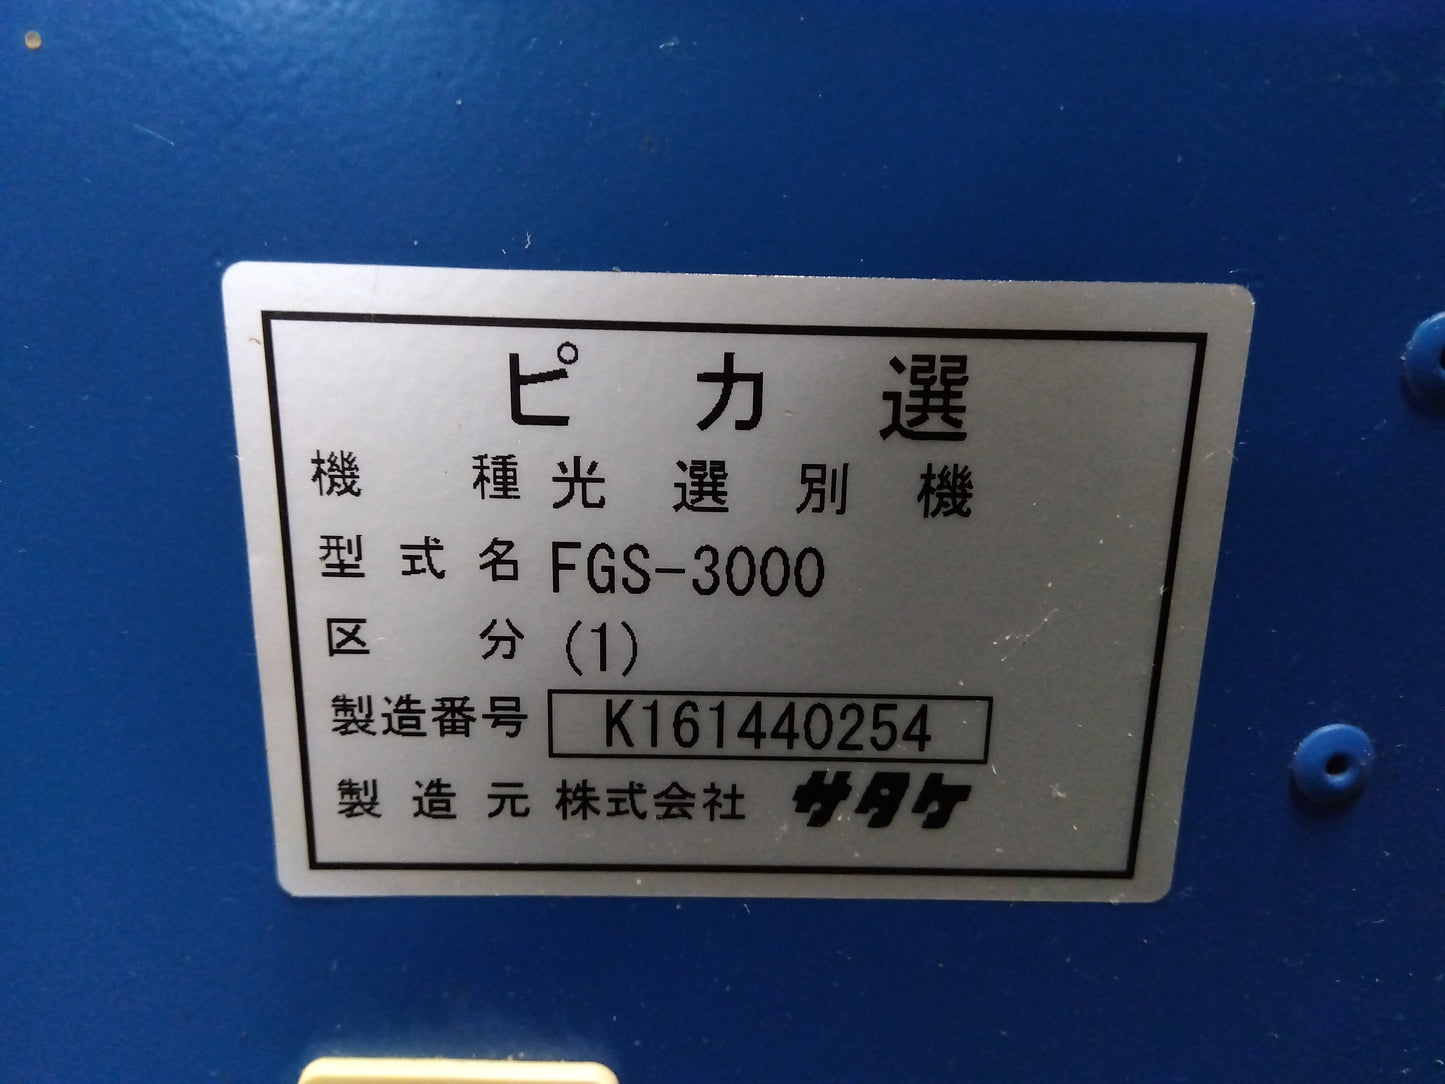 ピカ選
機種 光選別機
型式名 FGS-3000
区分 (1)
製造番号 K161440254
製造元 株式会社 サタケ